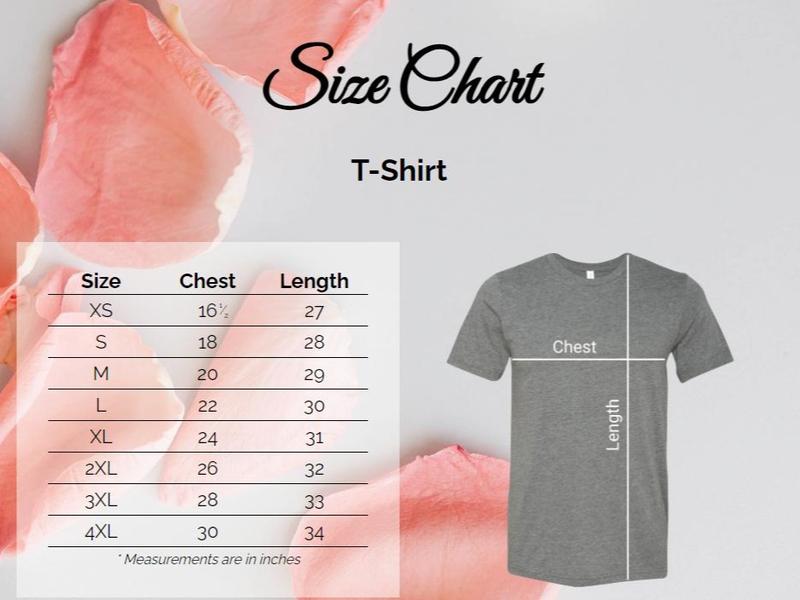 Size Chart
T-Shirt
Size Chest Length
XS 16½ 27
S 18 28
M 20 29
L 22 30
XL 24 31
2XL 26 32
3XL 28 33
4XL 30 34
* Measurements are in inches
Chest
Length